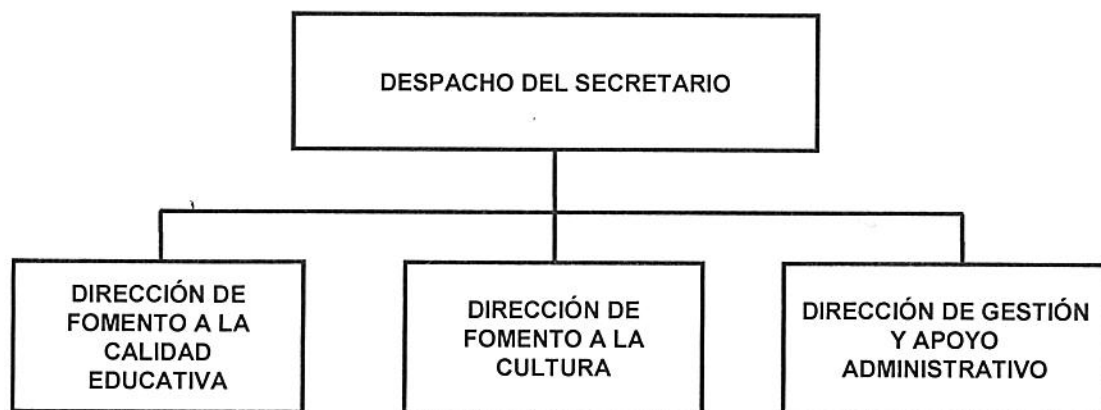 DESPACHO DEL SECRETARIO
DIRECCIÓN DE
FOMENTO A LA
CALIDAD
EDUCATIVA
DIRECCIÓN DE
FOMENTO A LA
CULTURA
DIRECCIÓN DE GESTIÓN
Y APOYO
ADMINISTRATIVO